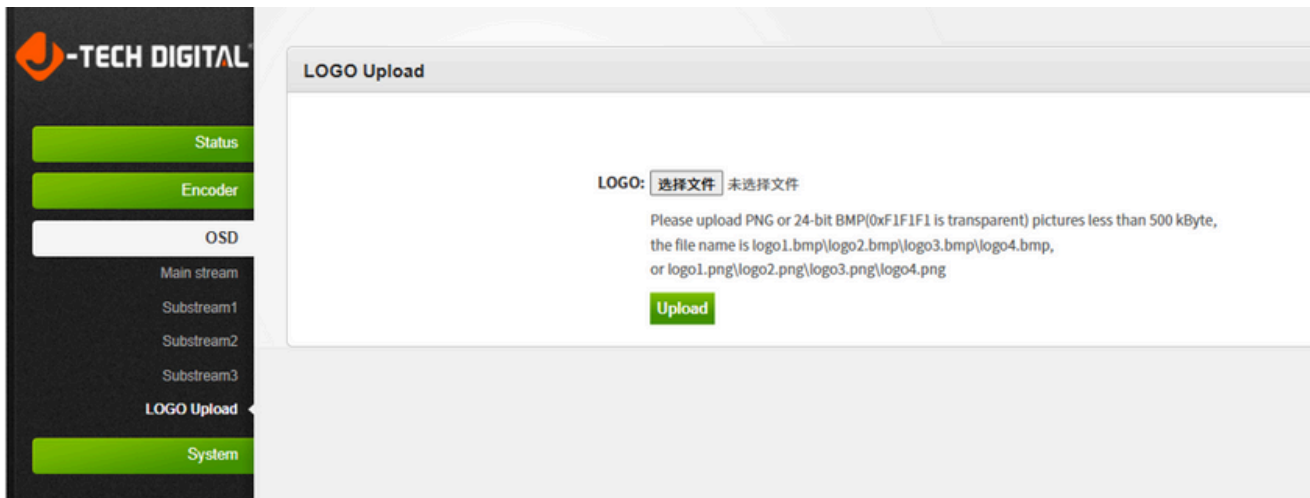 J-TECH DIGITAL
Status
Encoder
OSD
Main stream
Substream1
Substream2
Substream3
LOGO Upload
System
LOGO Upload
LOGO: 选择文件 未选择文件
Please upload PNG or 24-bit BMP(0xF1F1F1 is transparent) pictures less than 500 kByte,
the file name is logo1.bmp\logo2.bmp\logo3.bmp\logo4.bmp,
or logo1.png\logo2.png\logo3.png\logo4.png
Upload